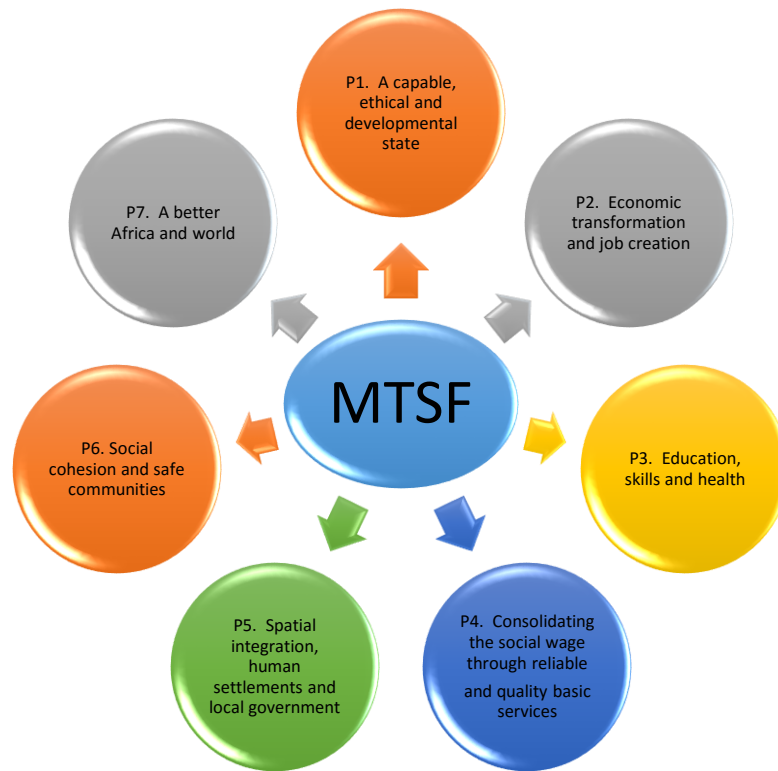 P1. A capable,
ethical and
developmental
state
P2. Economic
transformation
and job creation
P3. Education,
skills and health
P4. Consolidating
the social wage
through reliable
and quality basic
services
P5. Spatial
integration,
human
settlements and
local government
P6. Social
cohesion and safe
communities
P7. A better
Africa and world
MTSF